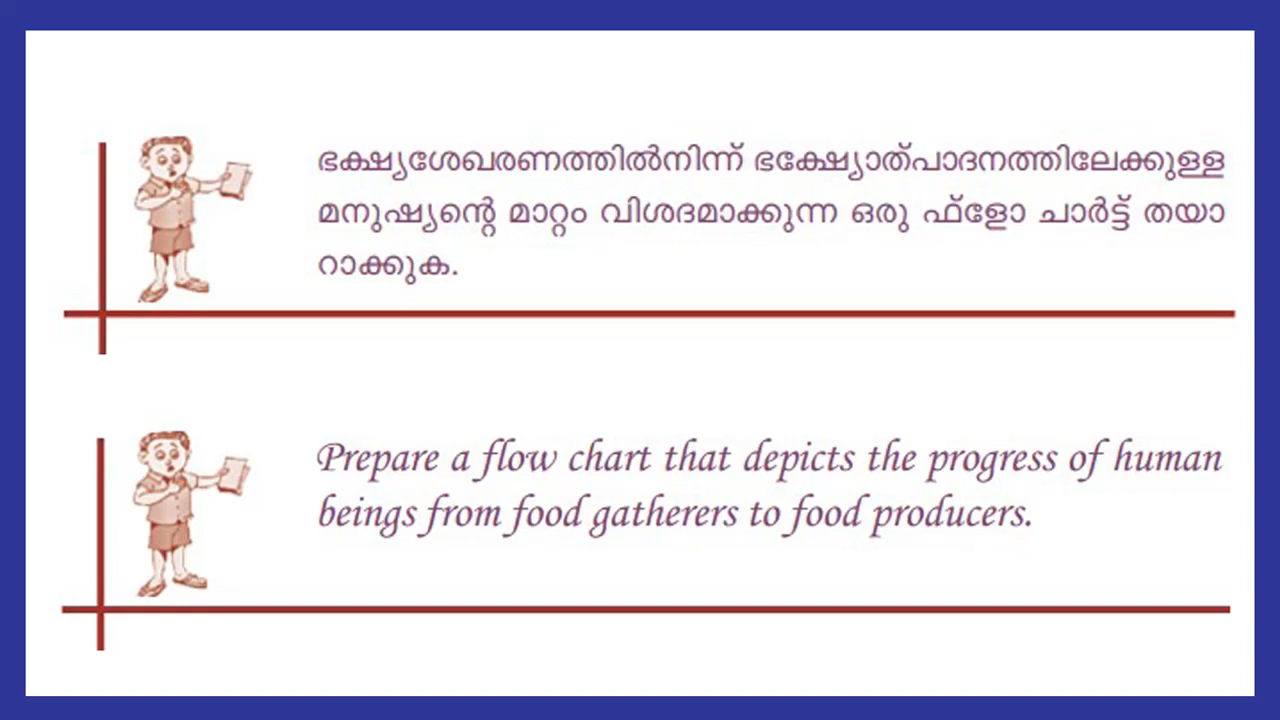 ഭക്ഷ്യശേഖരണത്തിൽനിന്ന് ഭക്ഷ്യോത്പാദനത്തിലേക്കുള്ള
മനുഷ്യന്റെ മാറ്റം വിശദമാക്കുന്ന ഒരു ഫ്ളോ ചാർട്ട് തയാ
റാക്കുക.
Prepare a flow chart that depicts the progress of human
beings from food gatherers to food producers.